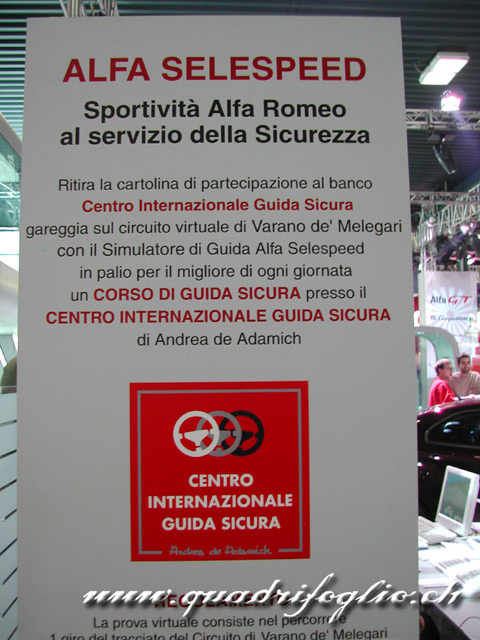 ALFA SELESPEED
Sportività Alfa Romeo
al servizio della Sicurezza
Ritira la cartolina di partecipazione al banco
Centro Internazionale Guida Sicura
gareggia sul circuito virtuale di Varano de' Melegari
con il Simulatore di Guida Alfa Selespeed
in palio per il migliore di ogni giornata
un CORSO DI GUIDA SICURA presso il
CENTRO INTERNAZIONALE GUIDA SICURA
di Andrea de Adamich
CENTRO
INTERNAZIONALE
GUIDA SICURA
Andrea de Adamich
www.quadrifoglio.ch
La prova virtuale consiste nel percorrere
1 giro del tracciato del Circuito di Varano de' Melegari
Alfa GT